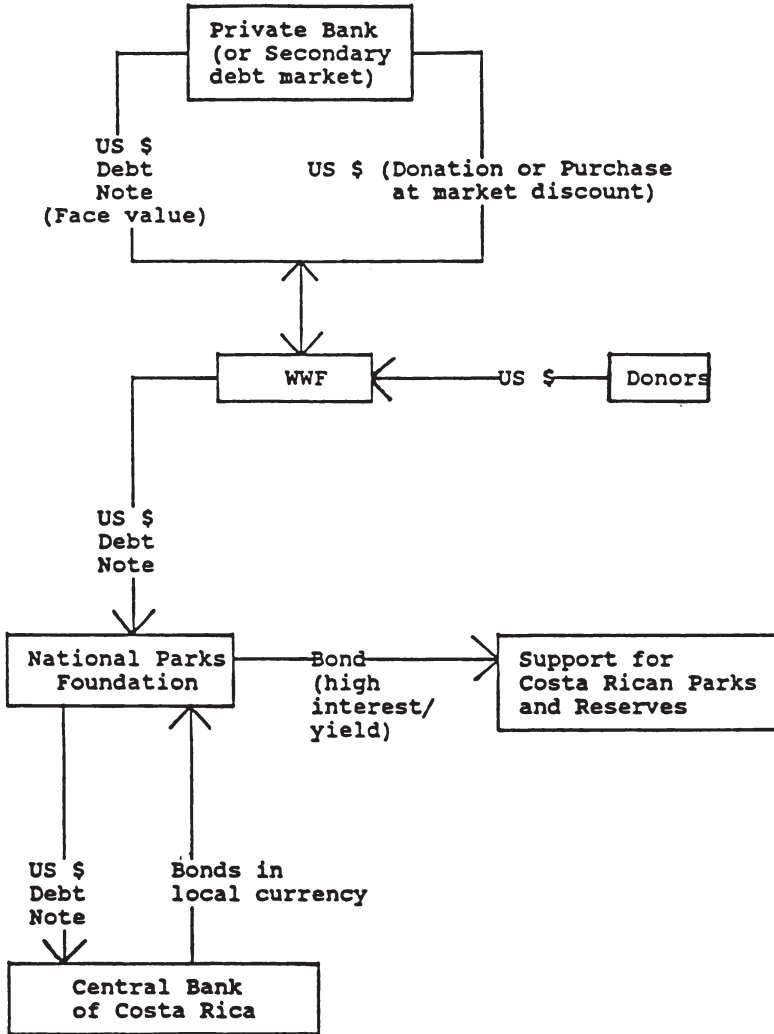 Private Bank
(or Secondary
debt market)
US $
Debt
Note
(Face value)
US $ (Donation or Purchase
at market discount)
WWF
US $
Donors
US $
Debt
Note
National Parks
Foundation
Bond
(high
interest/
yield)
Support for
Costa Rican Parks
and Reserves
US $
Debt
Note
Bonds in
local currency
Central Bank
of Costa Rica